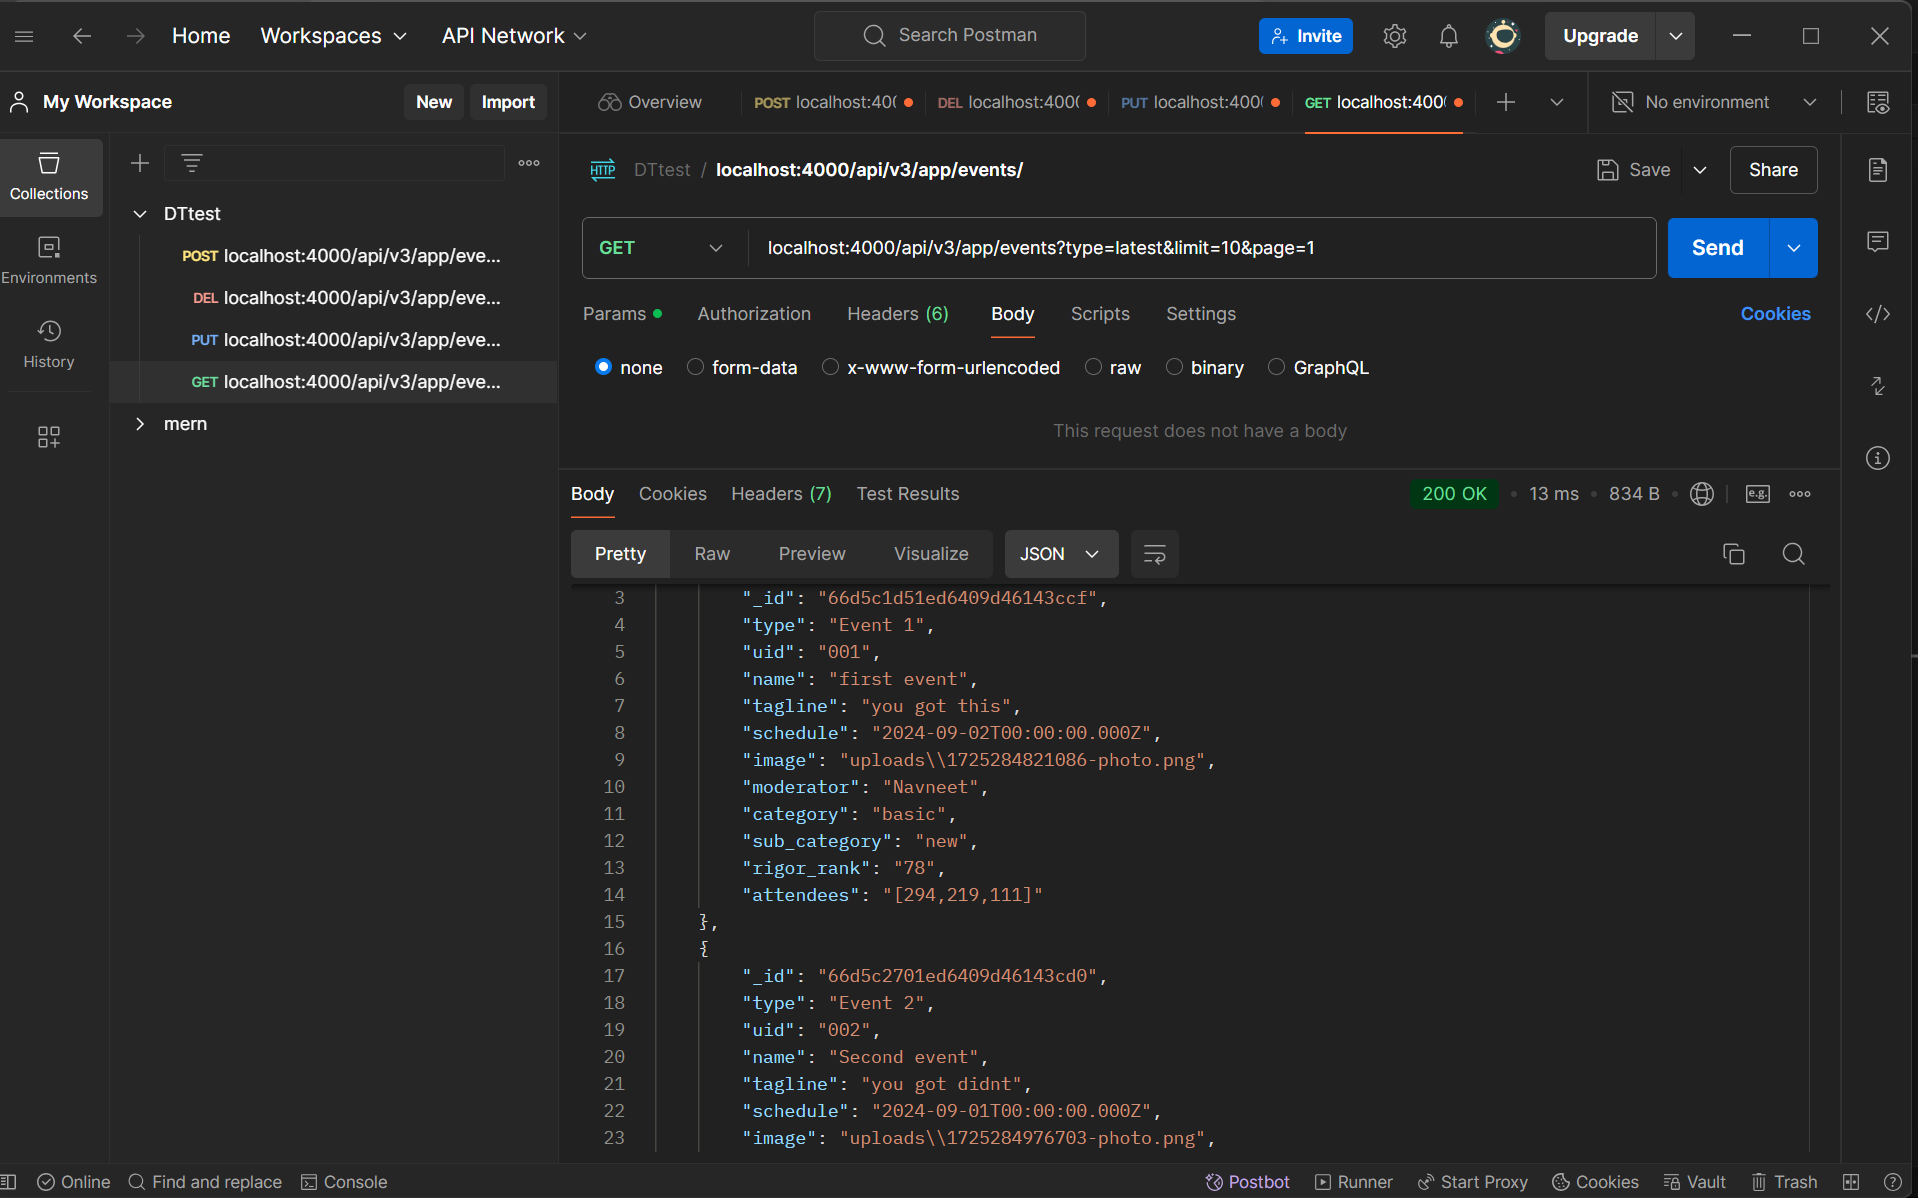 Home Workspaces API Network Search Postman Invite Upgrade
My Workspace New Import
Overview POST localhost:400 DEL localhost:400 PUT localhost:400 GET localhost:400 No environment
Collections
Environments
History
DTtest
POST localhost:4000/api/v3/app/eve...
DEL localhost:4000/api/v3/app/eve...
PUT localhost:4000/api/v3/app/eve...
GET localhost:4000/api/v3/app/eve...
mern
HTTP DTtest / localhost:4000/api/v3/app/events/ Save Share
GET localhost:4000/api/v3/app/events?type=latest&limit=10&page=1 Send
Params Authorization Headers (6) Body Scripts Settings Cookies
none form-data x-www-form-urlencoded raw binary GraphQL
This request does not have a body
Body Cookies Headers (7) Test Results 200 OK 13 ms 834 B e.g.
Pretty Raw Preview Visualize JSON
3 "_id": "66d5c1d51ed6409d46143ccf",
4 "type": "Event 1",
5 "uid": "001",
6 "name": "first event",
7 "tagline": "you got this",
8 "schedule": "2024-09-02T00:00:00.000Z",
9 "image": "uploads\\1725284821086-photo.png",
10 "moderator": "Navneet",
11 "category": "basic",
12 "sub_category": "new",
13 "rigor_rank": "78",
14 "attendees": "[294,219,111]"
15 },
16 {
17 "_id": "66d5c2701ed6409d46143cd0",
18 "type": "Event 2",
19 "uid": "002",
20 "name": "Second event",
21 "tagline": "you got didnt",
22 "schedule": "2024-09-01T00:00:00.000Z",
23 "image": "uploads\\1725284976703-photo.png",
Online Find and replace Console Postbot Runner Start Proxy Cookies Vault Trash